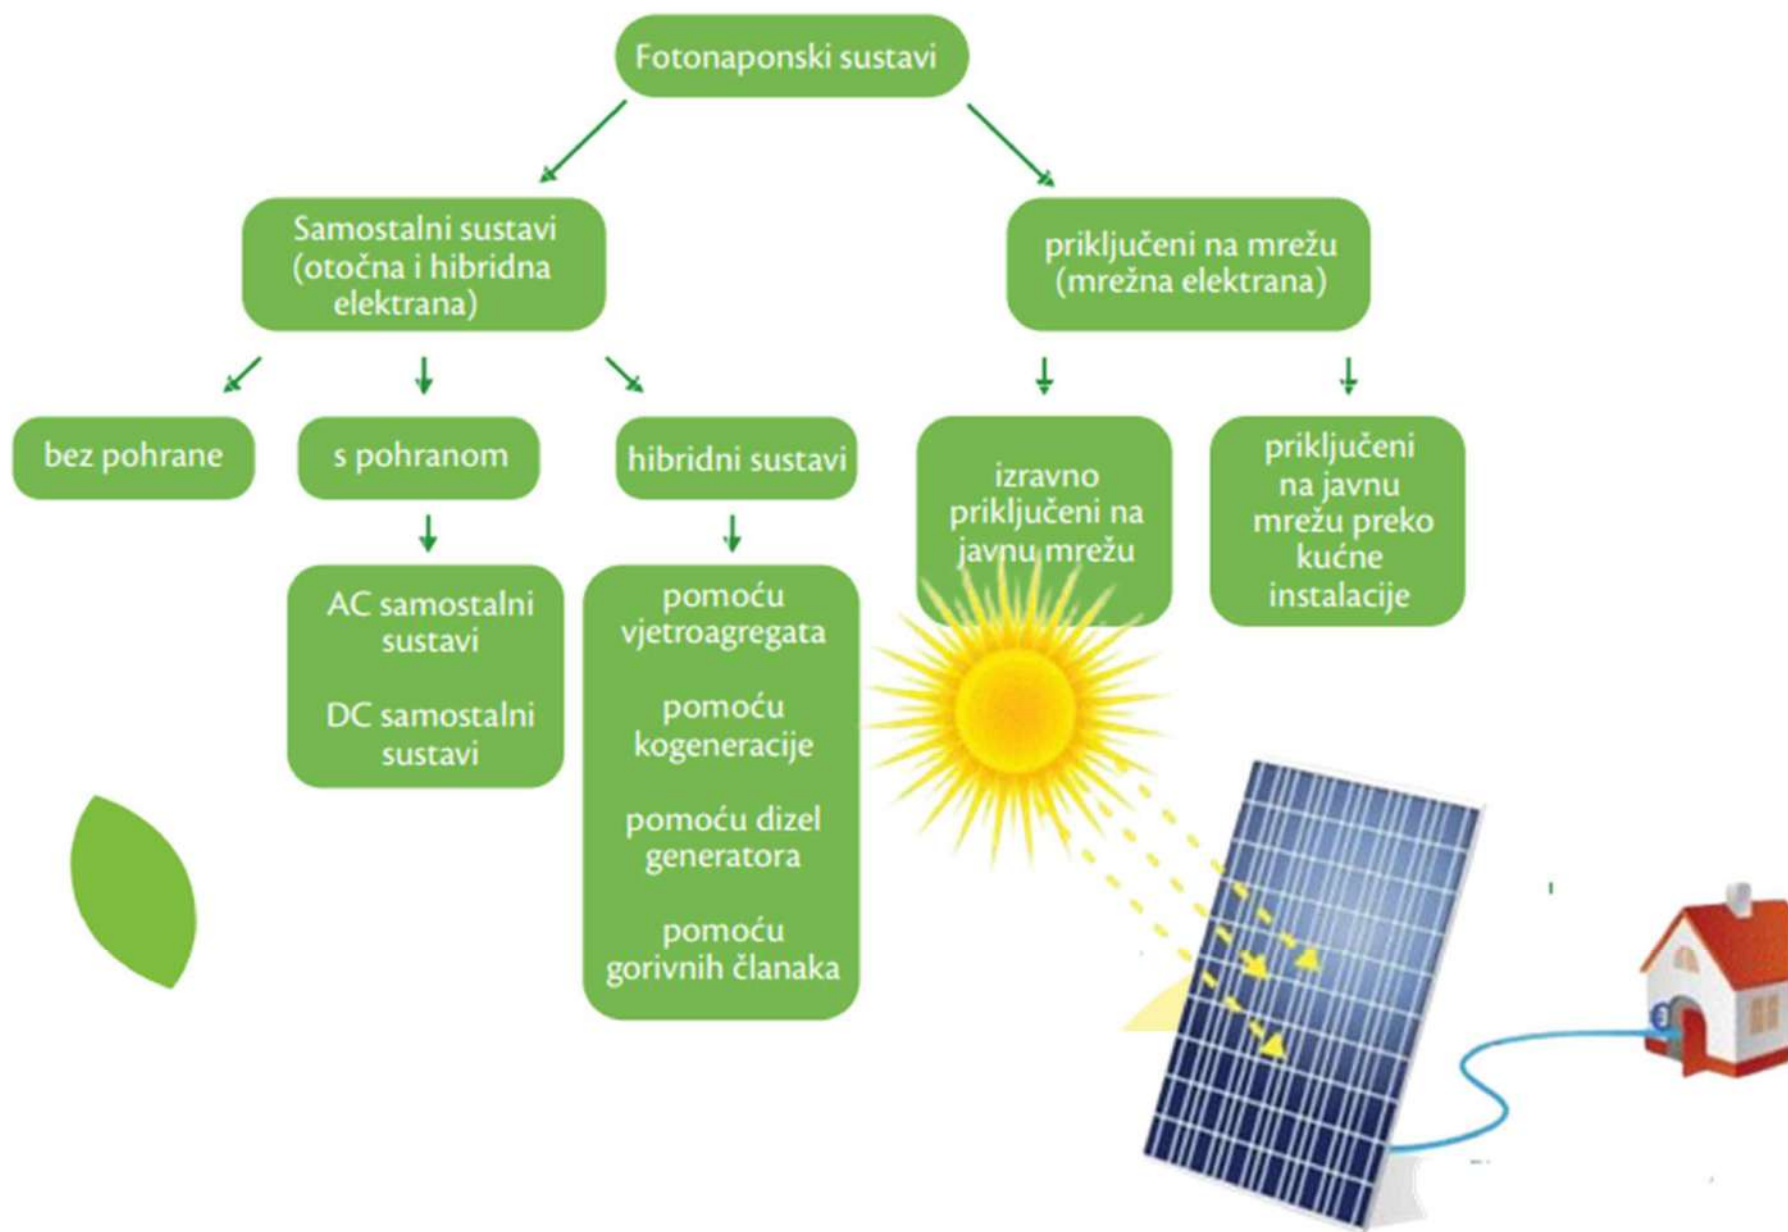 Fotonaponski sustavi
Samostalni sustavi
(otočna i hibridna
elektrana)
priključeni na mrežu
(mrežna elektrana)
bez pohrane
s pohranom
hibridni sustavi
izravno
priključeni na
javnu mrežu
priključeni
na javnu
mrežu preko
kućne
instalacije
AC samostalni
sustavi
DC samostalni
sustavi
pomoću
vjetroagregata
pomoću
kogeneracije
pomoću dizel
generatora
pomoću
gorivnih članaka